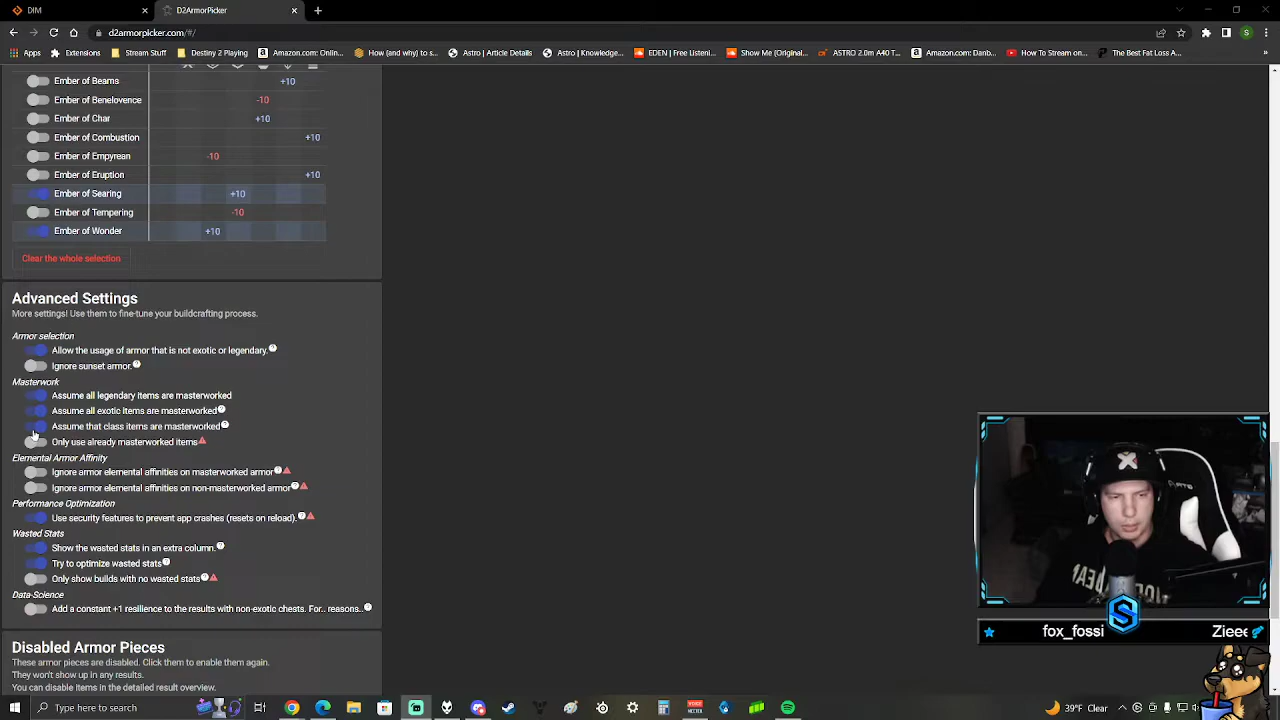 DIM
D2ArmorPicker
d2armorpicker.com/#/
S
Apps
Extensions
Stream Stuff
Destiny 2 Playing
Amazon.com: Onlin...
How (and why) to s...
Astro | Article Details
Astro | Knowledge...
EDEN | Free Listeni...
Show Me (Original...
ASTRO 2.0m A40 T...
Amazon.com: Danb...
How To Stream en...
The Best Fat Loss A...
Ember of Beams +10
Ember of Benelovence -10
Ember of Char +10
Ember of Combustion +10
Ember of Empyrean -10
Ember of Eruption +10
Ember of Searing +10
Ember of Tempering -10
Ember of Wonder +10
Clear the whole selection
Advanced Settings
More settings! Use them to fine-tune your buildcrafting process.
Armor selection
Allow the usage of armor that is not exotic or legendary.
Ignore sunset armor.
Masterwork
Assume all legendary items are masterworked
Assume all exotic items are masterworked
Assume that class items are masterworked
Only use already masterworked items
Elemental Armor Affinity
Ignore armor elemental affinities on masterworked armor
Ignore armor elemental affinities on non-masterworked armor
Performance Optimization
Use security features to prevent app crashes (resets on reload).
Wasted Stats
Show the wasted stats in an extra column.
Try to optimize wasted stats
Only show builds with no wasted stats
Data-Science
Add a constant +1 resilience to the results with non-exotic chests. For.. reasons..
Disabled Armor Pieces
These armor pieces are disabled. Click them to enable them again.
They won't show up in any results.
You can disable items in the detailed result overview.
fox_fossi
Zieee
Type here to search
39°F Clear